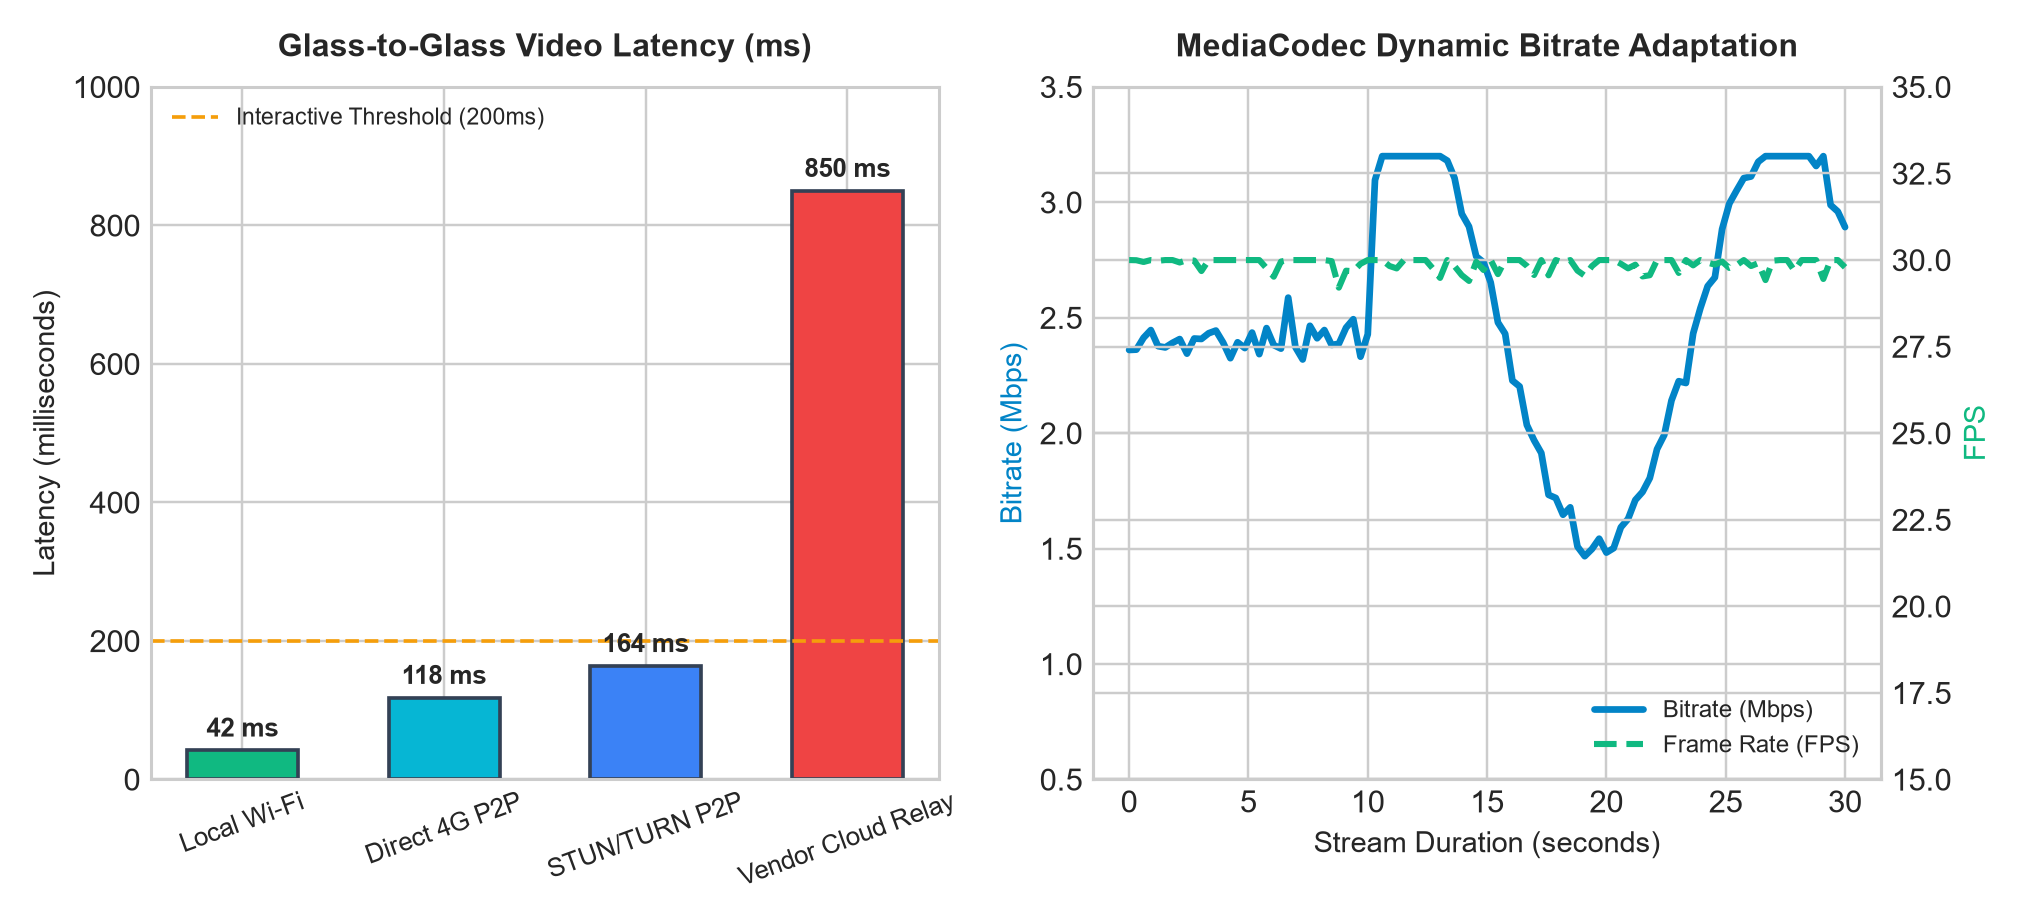 Glass-to-Glass Video Latency (ms)
1000
800
600
400
200
0
Latency (milliseconds)
Interactive Threshold (200ms)
42 ms
118 ms
164 ms
850 ms
Local Wi-Fi
Direct 4G P2P
STUN/TURN P2P
Vendor Cloud Relay
MediaCodec Dynamic Bitrate Adaptation
3.5
3.0
2.5
2.0
1.5
1.0
0.5
Bitrate (Mbps)
35.0
32.5
30.0
27.5
25.0
22.5
20.0
17.5
15.0
FPS
Bitrate (Mbps)
Frame Rate (FPS)
0 5 10 15 20 25 30
Stream Duration (seconds)